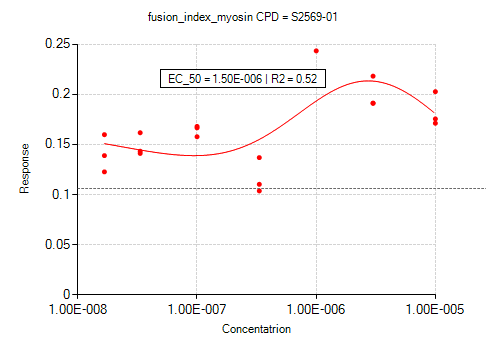 fusion_index_myosin CPD = S2569-01
0.25
EC_50 = 1.50E-006 | R2 = 0.52
0.2
0.15
Response
0.1
0.05
0
1.00E-008 1.00E-007 1.00E-006 1.00E-005
Concentatrion